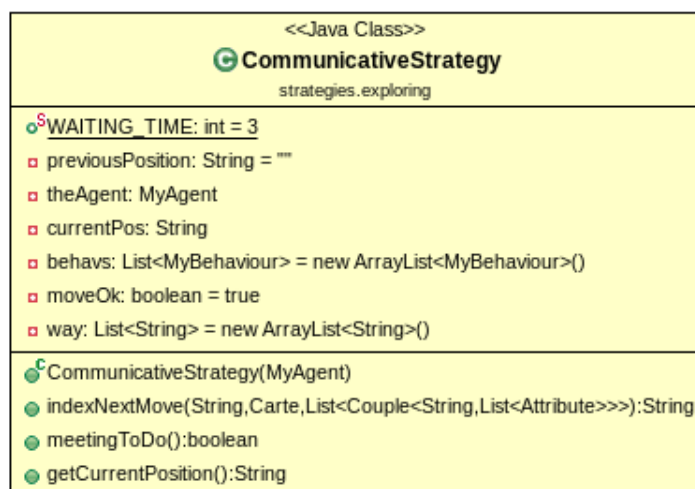 <<Java Class>>
C CommunicativeStrategy
strategies.exploring
S WAITING_TIME: int = 3
previousPosition: String = ""
theAgent: MyAgent
currentPos: String
behavs: List<MyBehaviour> = new ArrayList<MyBehaviour>()
moveOk: boolean = true
way: List<String> = new ArrayList<String>()
C CommunicativeStrategy(MyAgent)
indexNextMove(String,Carte,List<Couple<String,List<Attribute>>>):String
meetingToDo():boolean
getCurrentPosition():String